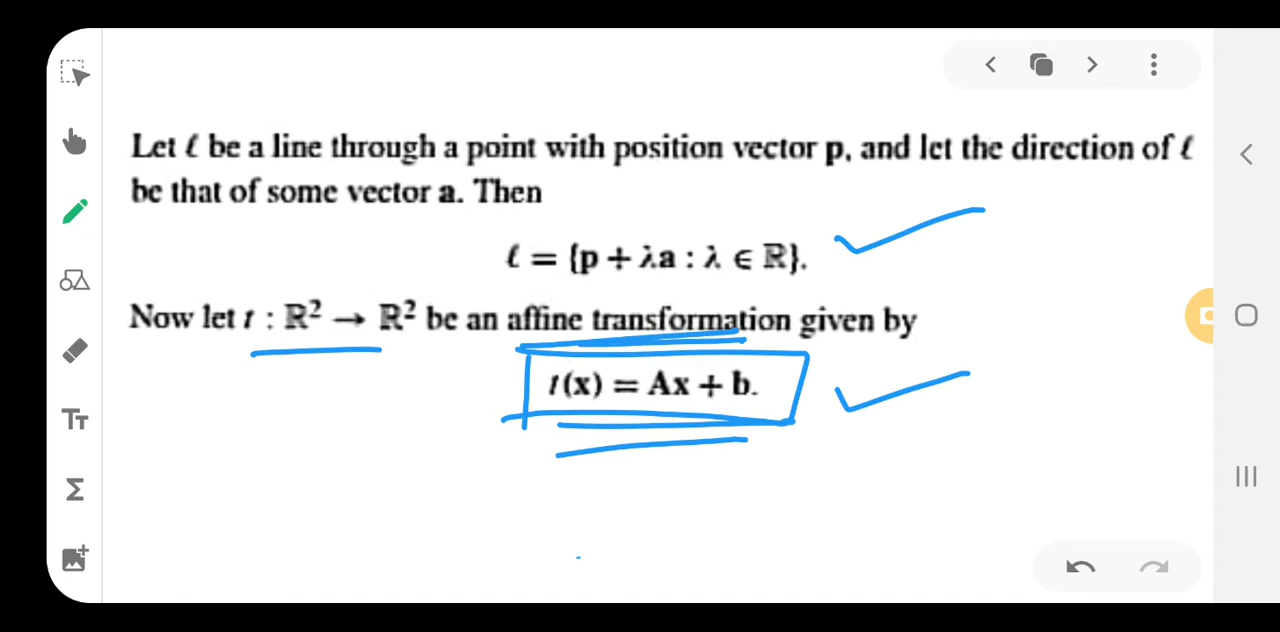 Let ℓ be a line through a point with position vector p, and let the direction of ℓ
be that of some vector a. Then
ℓ = {p + λa : λ ∈ ℝ}.
Now let t : ℝ² → ℝ² be an affine transformation given by
t(x) = Ax + b.